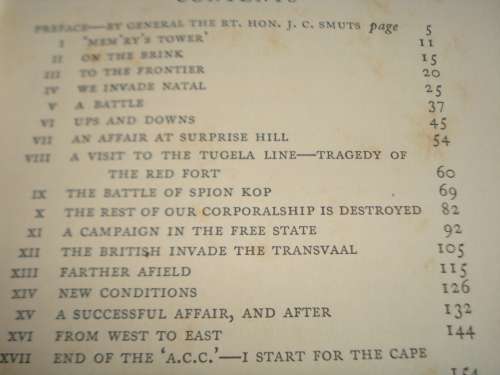 CONTENTS
PREFACE—BY GENERAL THE RT. HON. J. C. SMUTS page 5
I 'MEM'RY'S TOWER' 11
II ON THE BRINK 15
III TO THE FRONTIER 20
IV WE INVADE NATAL 25
V A BATTLE 37
VI UPS AND DOWNS 45
VII AN AFFAIR AT SURPRISE HILL 54
VIII A VISIT TO THE TUGELA LINE—TRAGEDY OF
THE RED FORT 60
IX THE BATTLE OF SPION KOP 69
X THE REST OF OUR CORPORALSHIP IS DESTROYED 82
XI A CAMPAIGN IN THE FREE STATE 92
XII THE BRITISH INVADE THE TRANSVAAL 105
XIII FARTHER AFIELD 115
XIV NEW CONDITIONS 126
XV A SUCCESSFUL AFFAIR, AND AFTER 132
XVI FROM WEST TO EAST 144
XVII END OF THE 'A.C.C.'—I START FOR THE CAPE
154